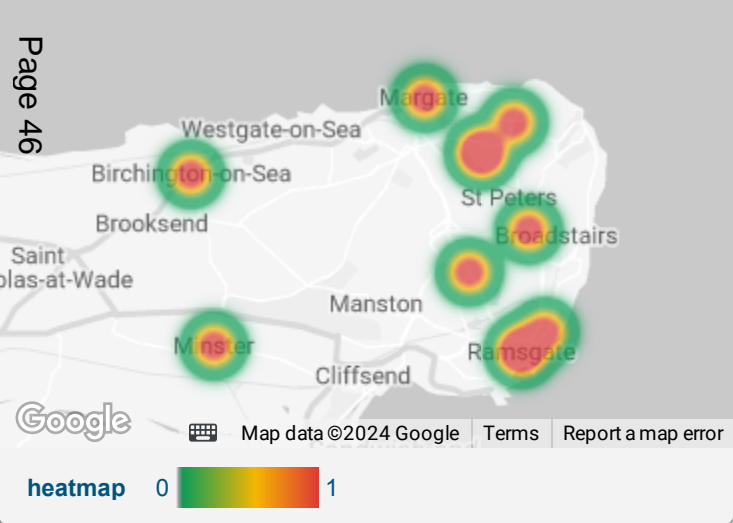 Page 46
Margate
Westgate-on-Sea
Birchington-on-Sea
St Peters
Brooksend
Broadstairs
Saint
olas-at-Wade
Manston
Minster
Ramsgate
Cliffsend
Google
Map data ©2024 Google
Terms
Report a map error
heatmap 0 1